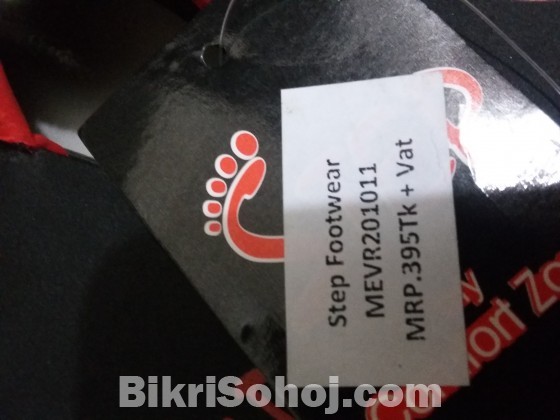 Step Footwear
MEVR201011
MRP.395Tk + Vat
BikriSohoj.com